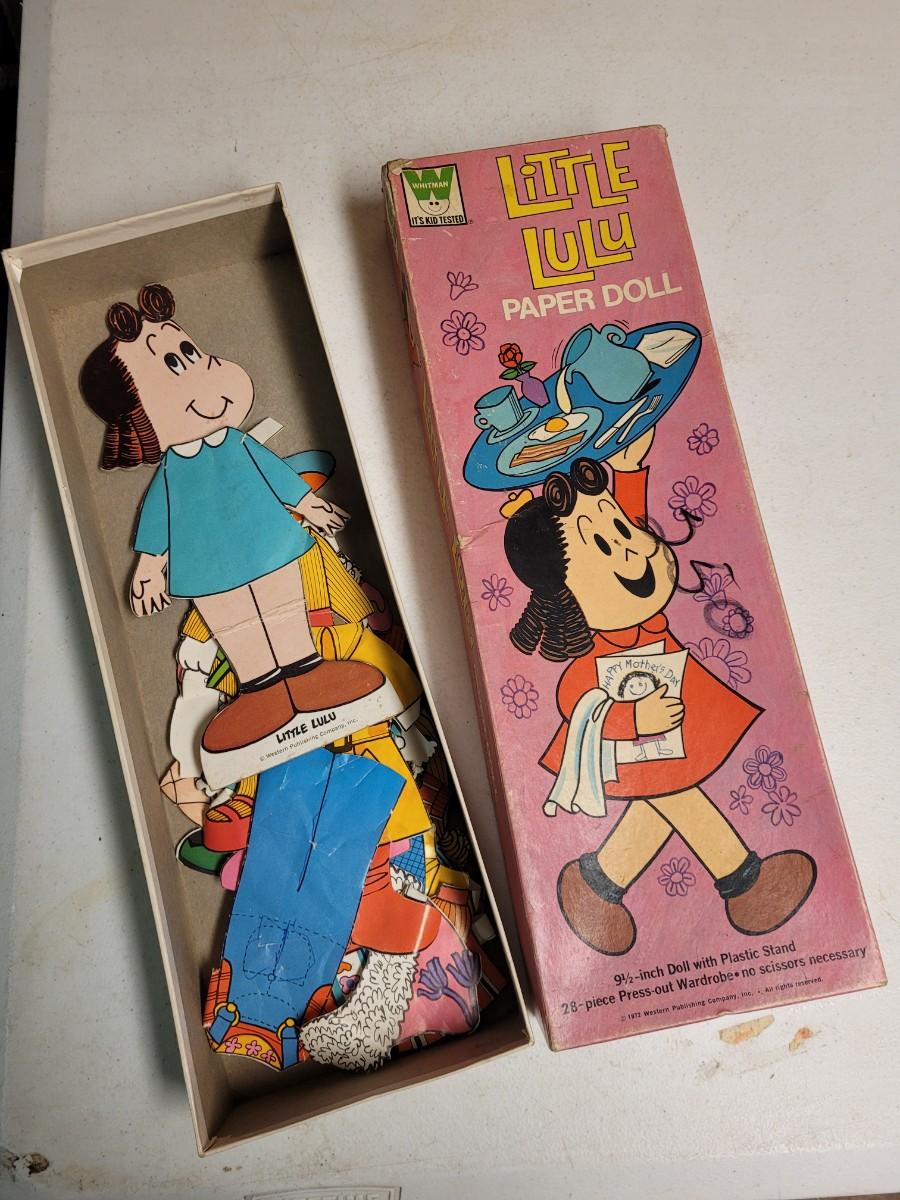 WHITMAN
IT'S KID TESTED
LITTLE
LULU
PAPER DOLL
HAPPY MOTHER'S DAY
9½-inch Doll with Plastic Stand
28-piece Press-out Wardrobe • no scissors necessary
© 1972 Western Publishing Company, Inc. • All rights reserved.
LITTLE LULU
© Western Publishing Company, Inc.